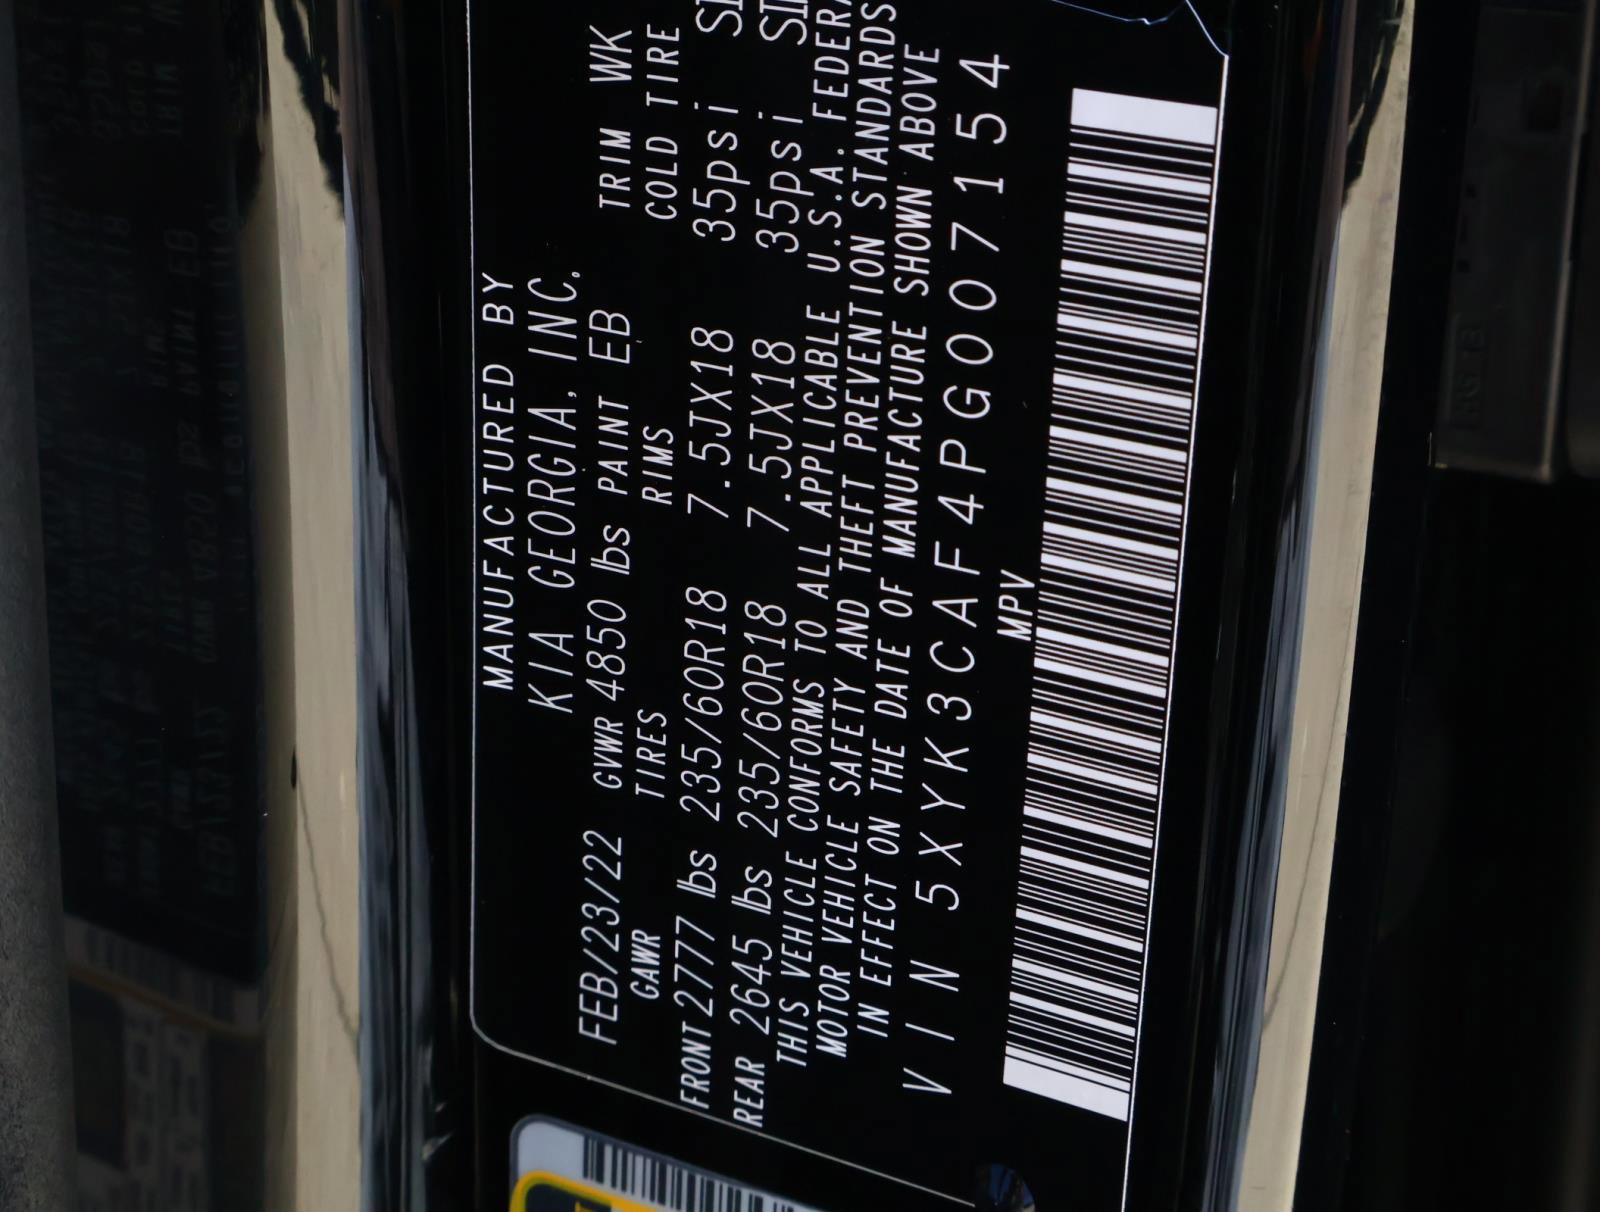 MANUFACTURED BY
KIA GEORGIA, INC.
FEB/23/22 GVWR 4850 lbs PAINT EB TRIM WK
GAWR TIRES RIMS COLD TIRE
FRONT 2777 lbs 235/60R18 7.5JX18 35psi
REAR 2645 lbs 235/60R18 7.5JX18 35psi
THIS VEHICLE CONFORMS TO ALL APPLICABLE U.S.A. FEDERA
MOTOR VEHICLE SAFETY AND THEFT PREVENTION STANDARDS
IN EFFECT ON THE DATE OF MANUFACTURE SHOWN ABOVE
VIN 5XYK3CAF4PG007154
MPV